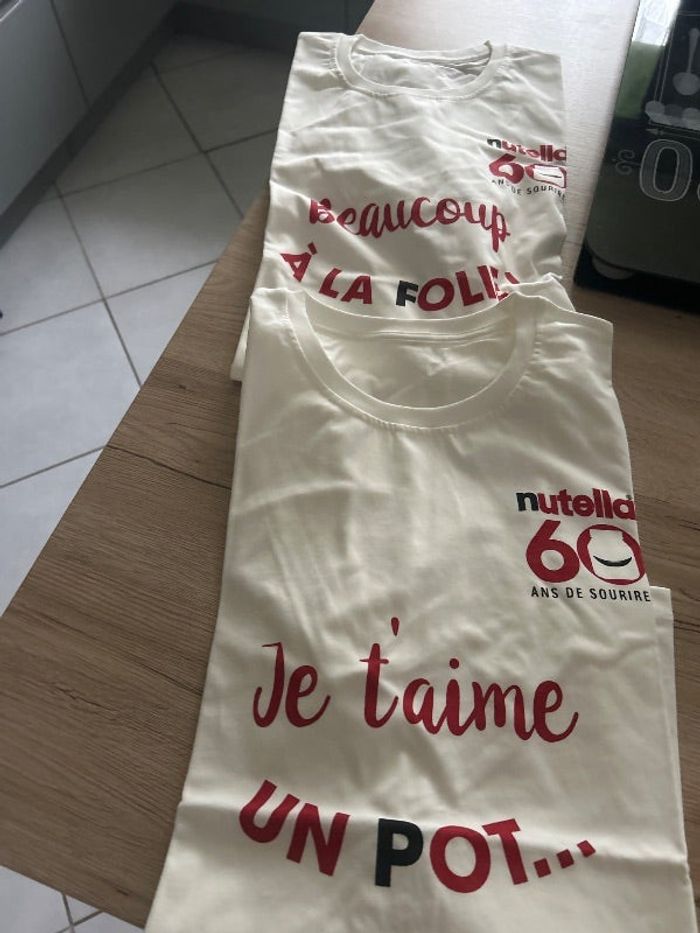 nutella
60
ANS DE SOURIRE
Beaucoup
À LA FOLIE
nutella
60
ANS DE SOURIRE
Je t'aime
UN POT...